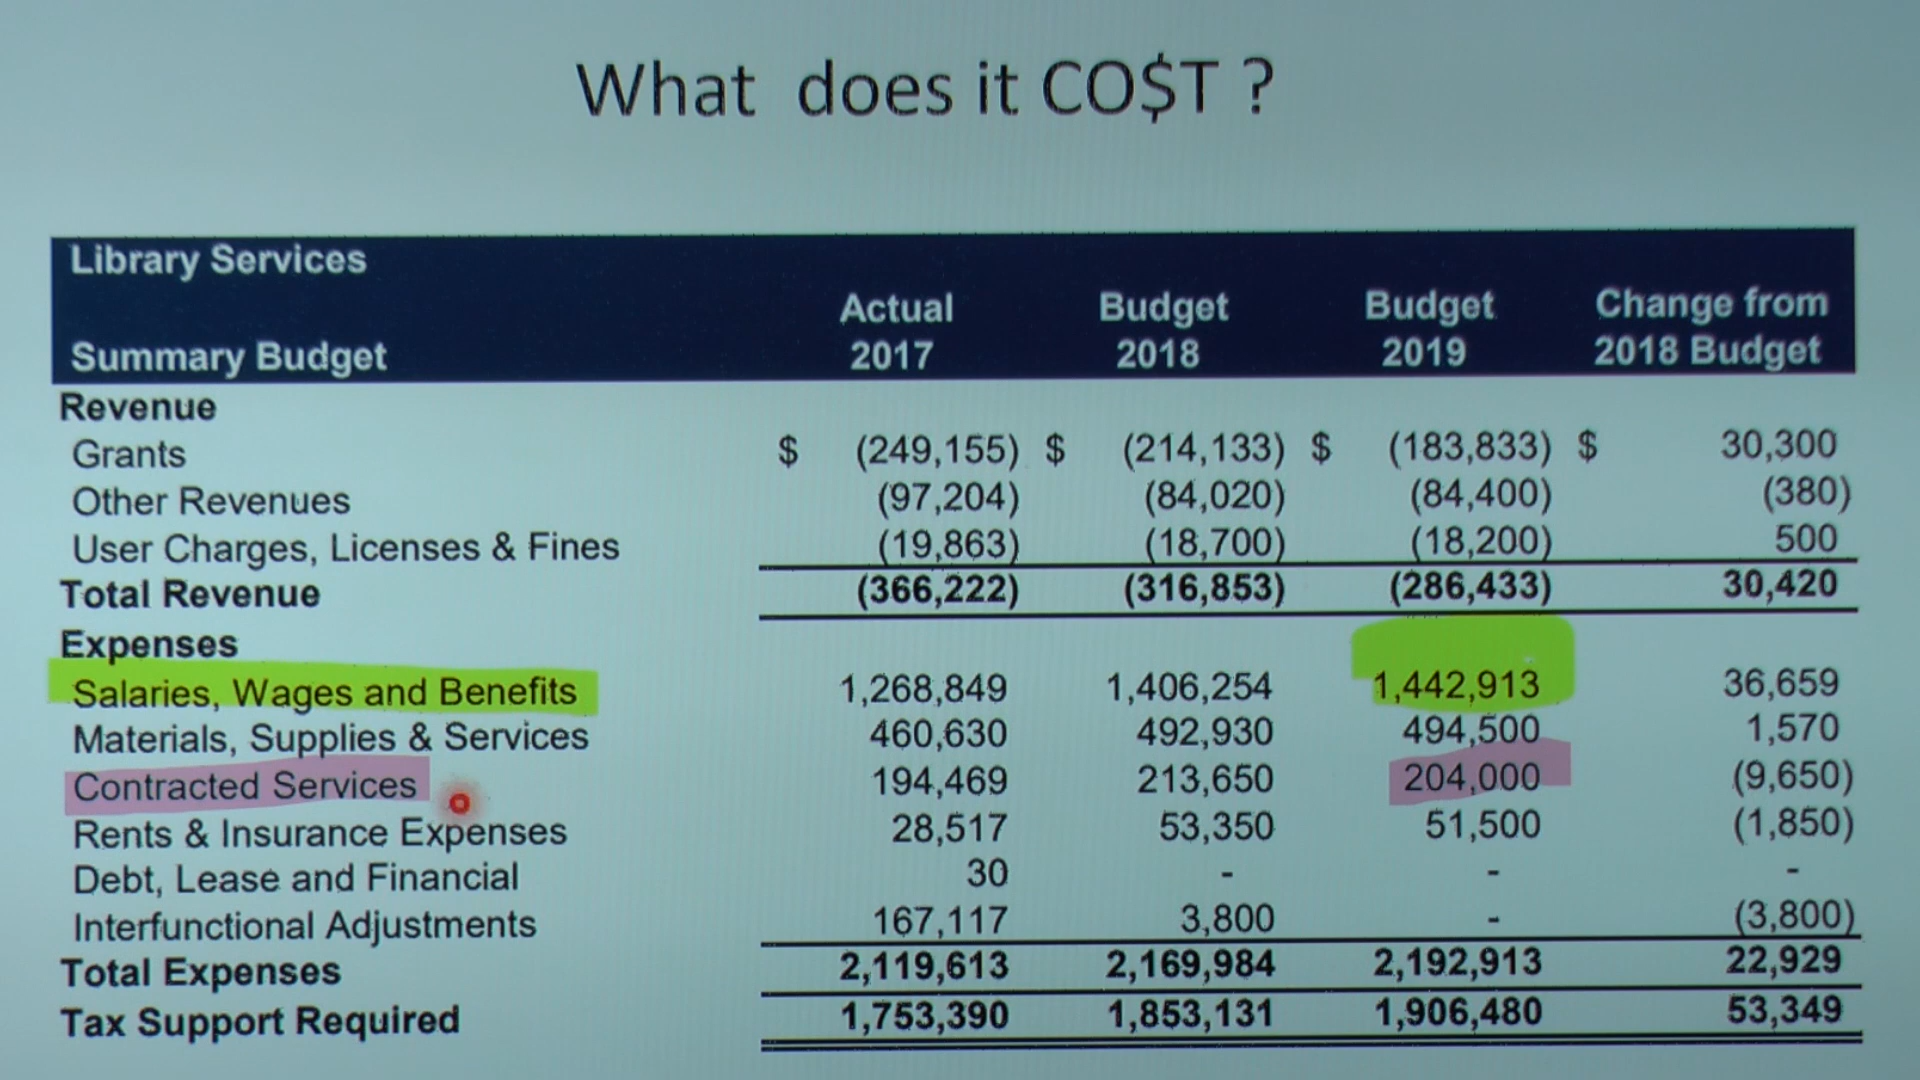 What does it CO$T ?
Library Services
Actual Budget Budget Change from
Summary Budget 2017 2018 2019 2018 Budget
Revenue
Grants $ (249,155) $ (214,133) $ (183,833) $ 30,300
Other Revenues (97,204) (84,020) (84,400) (380)
User Charges, Licenses & Fines (19,863) (18,700) (18,200) 500
Total Revenue (366,222) (316,853) (286,433) 30,420
Expenses
Salaries, Wages and Benefits 1,268,849 1,406,254 1,442,913 36,659
Materials, Supplies & Services 460,630 492,930 494,500 1,570
Contracted Services 194,469 213,650 204,000 (9,650)
Rents & Insurance Expenses 28,517 53,350 51,500 (1,850)
Debt, Lease and Financial 30 - - -
Interfunctional Adjustments 167,117 3,800 - (3,800)
Total Expenses 2,119,613 2,169,984 2,192,913 22,929
Tax Support Required 1,753,390 1,853,131 1,906,480 53,349